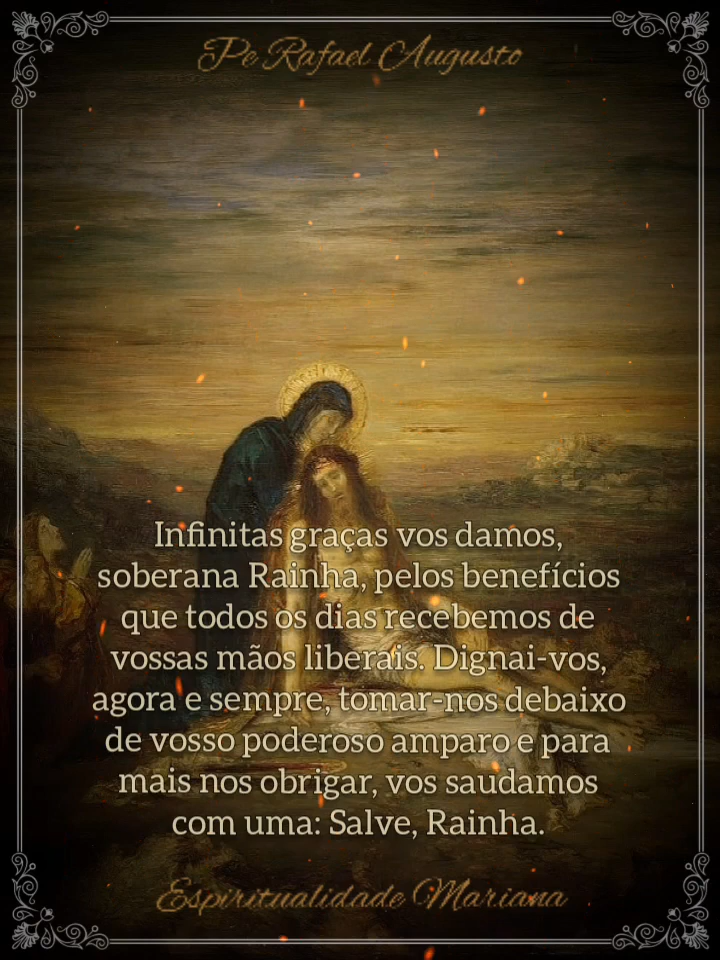 Pe Rafael Augusto
Infinitas graças vos damos,
soberana Rainha, pelos benefícios
que todos os dias recebemos de
vossas mãos liberais. Dignai-vos,
agora e sempre, tomar-nos debaixo
de vosso poderoso amparo e para
mais nos obrigar, vos saudamos
com uma: Salve, Rainha.
Espiritualidade Mariana